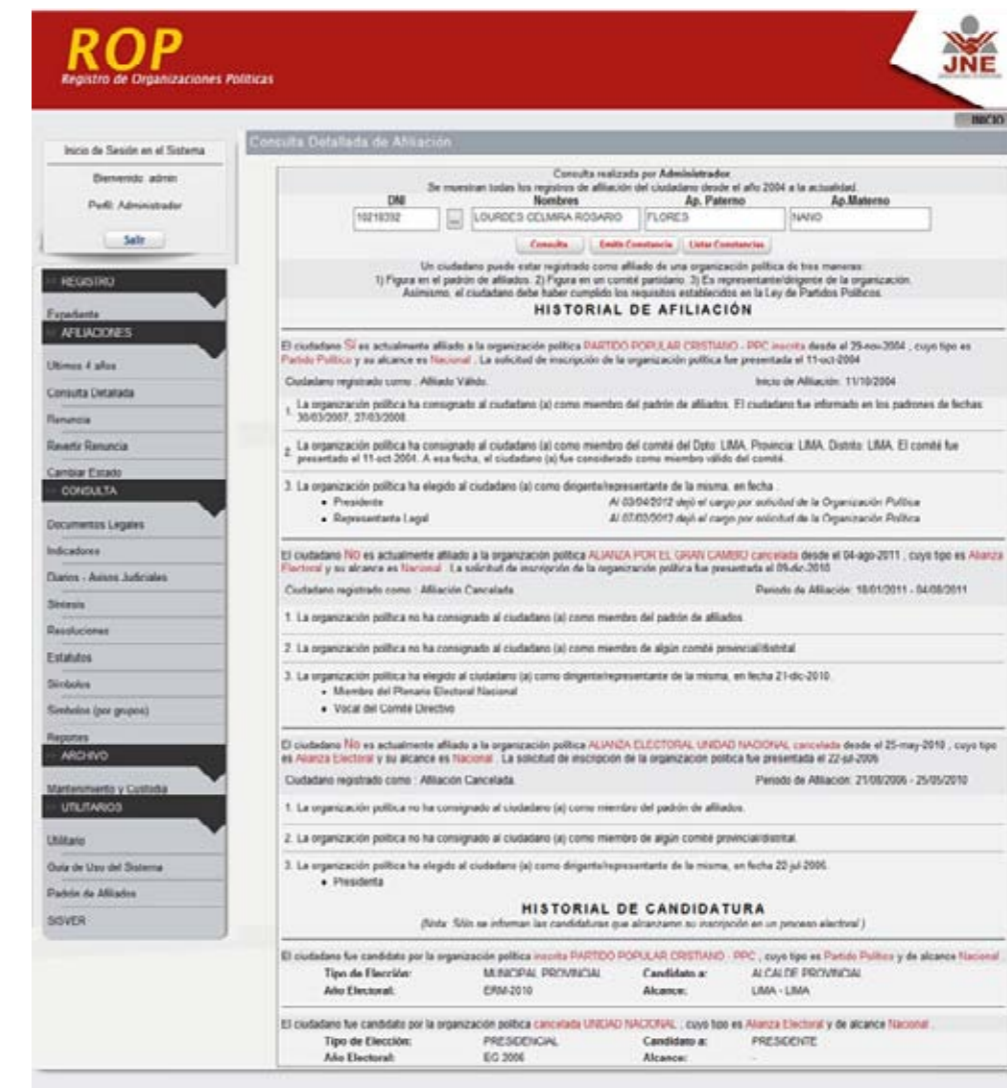 ROP
Registro de Organizaciones Políticas
JNE
INICIO
Inicio de Sesión en el Sistema
Bienvenido: admin
Perfil: Administrador
Salir
REGISTRO
Expediente
AFILIACIONES
Ultimos 4 años
Consulta Detallada
Renuncia
Revertir Renuncia
Cambiar Estado
CONSULTA
Documentos Legales
Indicadores
Diarios - Avisos Judiciales
Síntesis
Resoluciones
Estatutos
Símbolos
Símbolos (por grupos)
Reportes
ARCHIVO
Mantenimiento y Custodia
UTILITARIOS
Utilitario
Guía de Uso del Sistema
Padrón de Afiliados
SISVER
Consulta Detallada de Afiliación
Consulta realizada por Administrador
Se muestran todas los registros de afiliación del ciudadano desde el año 2004 a la actualidad.
DNI Nombres Ap. Paterno Ap.Materno
LOURDES CELMIRA ROSARIO FLORES NANO
Consulta Emitir Constancia Listar Constancias
Un ciudadano puede estar registrado como afiliado de una organización política de tres maneras:
1) Figura en el padrón de afiliados. 2) Figura en un comité partidario. 3) Es representante/dirigente de la organización.
Asimismo, el ciudadano debe haber cumplido los requisitos establecidos en la Ley de Partidos Políticos.
HISTORIAL DE AFILIACIÓN
El ciudadano SÍ es actualmente afiliado a la organización política PARTIDO POPULAR CRISTIANO - PPC inscrita desde el 29-nov-2004 , cuyo tipo es
Partido Político y su alcance es Nacional . La solicitud de inscripción de la organización política fue presentada el 11-oct-2004
Ciudadano registrado como : Afiliado Válido. Inicio de Afiliación: 11/10/2004
1. La organización política ha consignado al ciudadano (a) como miembro del padrón de afiliados. El ciudadano fue informado en los padrones de fechas:
30/03/2007, 27/03/2008.
2. La organización política ha consignado al ciudadano (a) como miembro del comité del Dpto: LIMA, Provincia: LIMA, Distrito: LIMA. El comité fue
presentado el 11-oct 2004. A esa fecha, el ciudadano (a) fue considerado como miembro válido del comité.
3. La organización política ha elegido al ciudadano (a) como dirigente/representante de la misma, en fecha .
• Presidente Al 03/04/2012 dejó el cargo por solicitud de la Organización Política
• Representante Legal Al dejó el cargo por solicitud de la Organización Política
El ciudadano No es actualmente afiliado a la organización política ALIANZA POR EL GRAN CAMBIO cancelada desde el 04-ago-2011 , cuyo tipo es Alianza
Electoral y su alcance es Nacional . La solicitud de inscripción de la organización política fue presentada el 09-dic-2010
Ciudadano registrado como : Afiliación Cancelada. Periodo de Afiliación: 18/01/2011 - 04/08/2011
1. La organización política no ha consignado al ciudadano (a) como miembro del padrón de afiliados.
2. La organización política no ha consignado al ciudadano (a) como miembro de algún comité provincial/distrital.
3. La organización política ha elegido al ciudadano (a) como dirigente/representante de la misma, en fecha 21-dic-2010.
• Miembro del Plenario Electoral Nacional
• Vocal del Comité Directivo
El ciudadano No es actualmente afiliado a la organización política ALIANZA ELECTORAL UNIDAD NACIONAL cancelada desde el 25-may-2010 , cuyo tipo
es Alianza Electoral y su alcance es Nacional . La solicitud de inscripción de la organización política fue presentada el 22-jul-2006
Ciudadano registrado como : Afiliación Cancelada. Periodo de Afiliación: 21/08/2006 - 25/05/2010
1. La organización política no ha consignado al ciudadano (a) como miembro del padrón de afiliados.
2. La organización política no ha consignado al ciudadano (a) como miembro de algún comité provincial/distrital.
3. La organización política ha elegido al ciudadano (a) como dirigente/representante de la misma, en fecha 22-jul-2006.
• Presidenta
HISTORIAL DE CANDIDATURA
(Nota: Sólo se informan las candidaturas que alcanzaron su inscripción en un proceso electoral.)
El ciudadano fue candidato por la organización política inscrita PARTIDO POPULAR CRISTIANO - PPC , cuyo tipo es Partido Político y de alcance Nacional .
Tipo de Elección: MUNICIPAL PROVINCIAL Candidato a: ALCALDE PROVINCIAL
Año Electoral: ERM-2010 Alcance: LIMA - LIMA
El ciudadano fue candidato por la organización política cancelada UNIDAD NACIONAL , cuyo tipo es Alianza Electoral y de alcance Nacional .
Tipo de Elección: PRESIDENCIAL Candidato a: PRESIDENTE
Año Electoral: EG 2006 Alcance: -